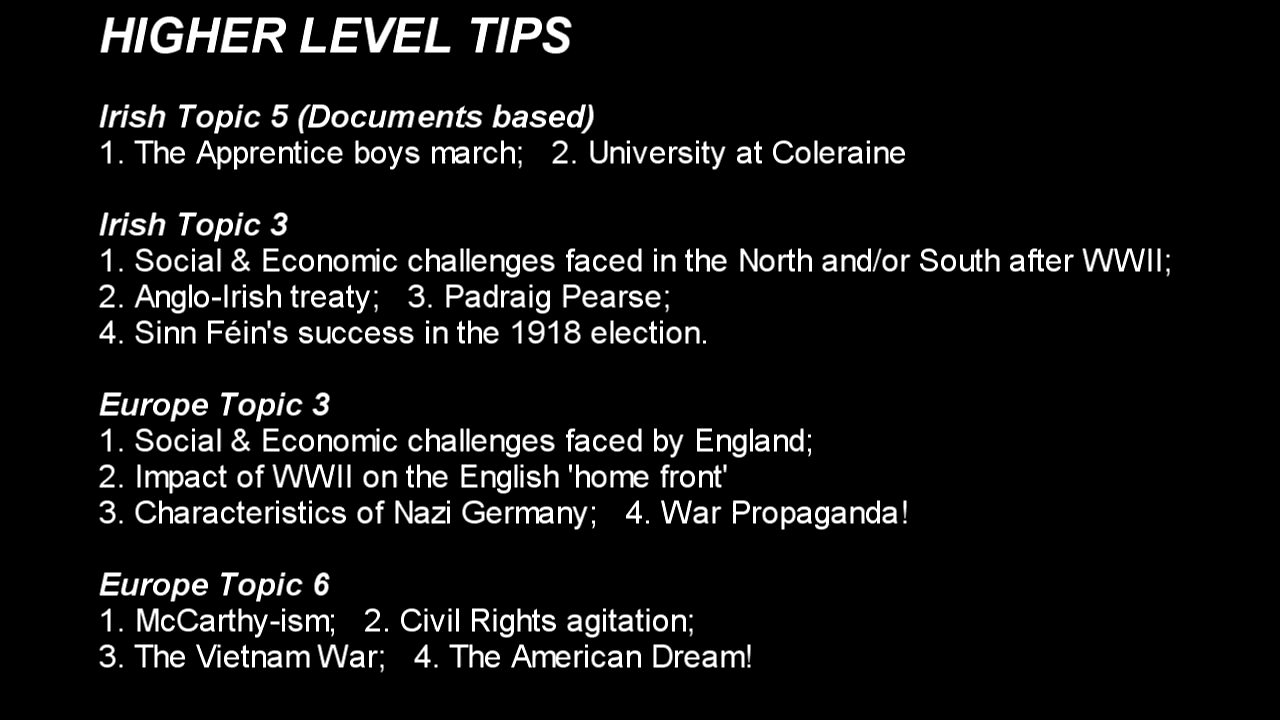 HIGHER LEVEL TIPS
Irish Topic 5 (Documents based)
1. The Apprentice boys march;   2. University at Coleraine
Irish Topic 3
1. Social & Economic challenges faced in the North and/or South after WWII;
2. Anglo-Irish treaty;   3. Padraig Pearse;
4. Sinn Féin's success in the 1918 election.
Europe Topic 3
1. Social & Economic challenges faced by England;
2. Impact of WWII on the English 'home front'
3. Characteristics of Nazi Germany;   4. War Propaganda!
Europe Topic 6
1. McCarthy-ism;   2. Civil Rights agitation;
3. The Vietnam War;   4. The American Dream!